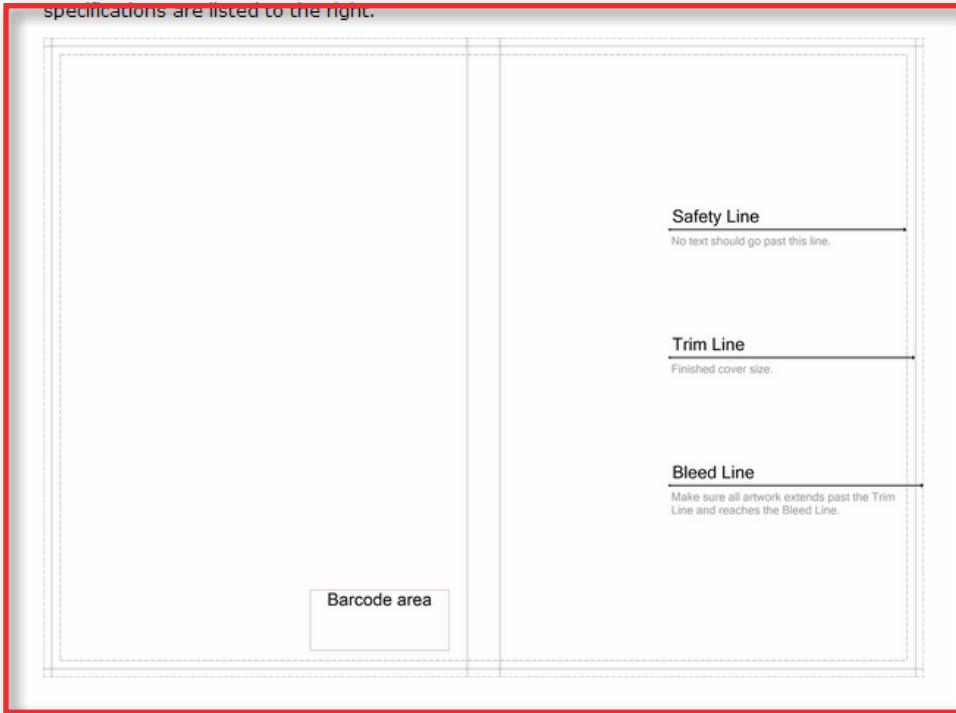 specifications are listed to the right.
Safety Line
No text should go past this line.
Trim Line
Finished cover size.
Bleed Line
Make sure all artwork extends past the Trim
Line and reaches the Bleed Line.
Barcode area